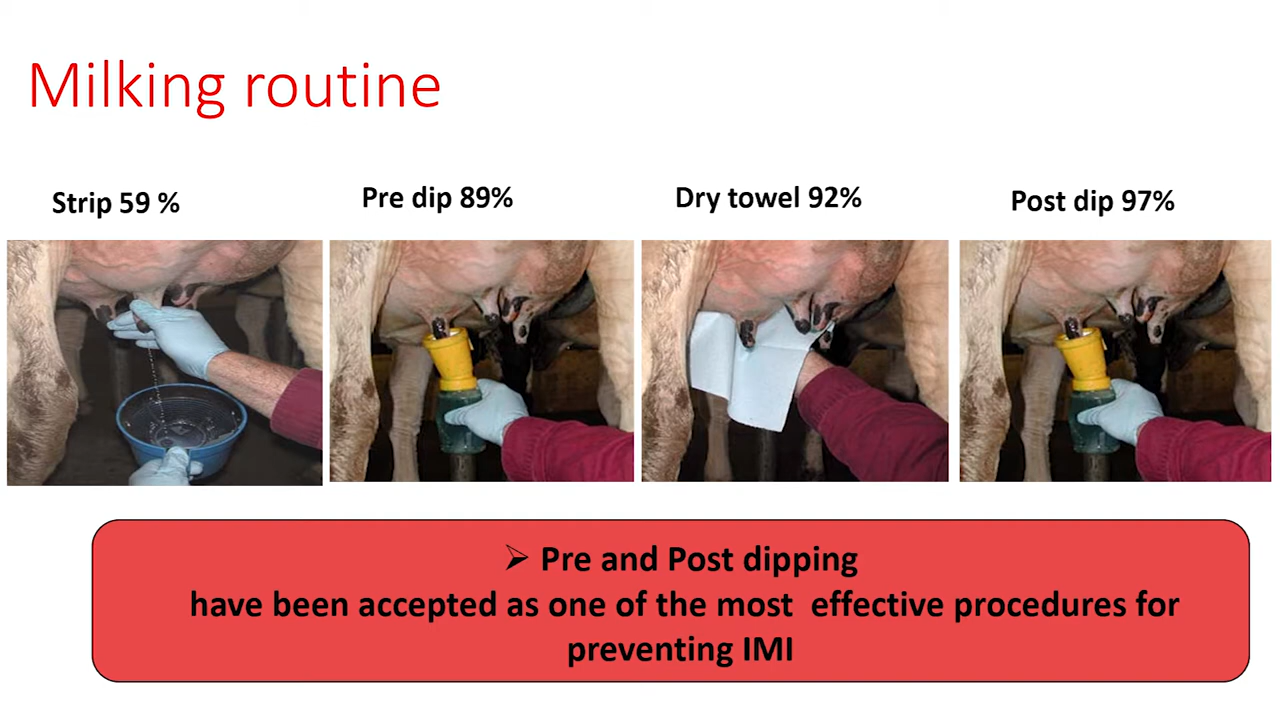 Milking routine
Strip 59 %
Pre dip 89%
Dry towel 92%
Post dip 97%
➢ Pre and Post dipping
have been accepted as one of the most effective procedures for
preventing IMI